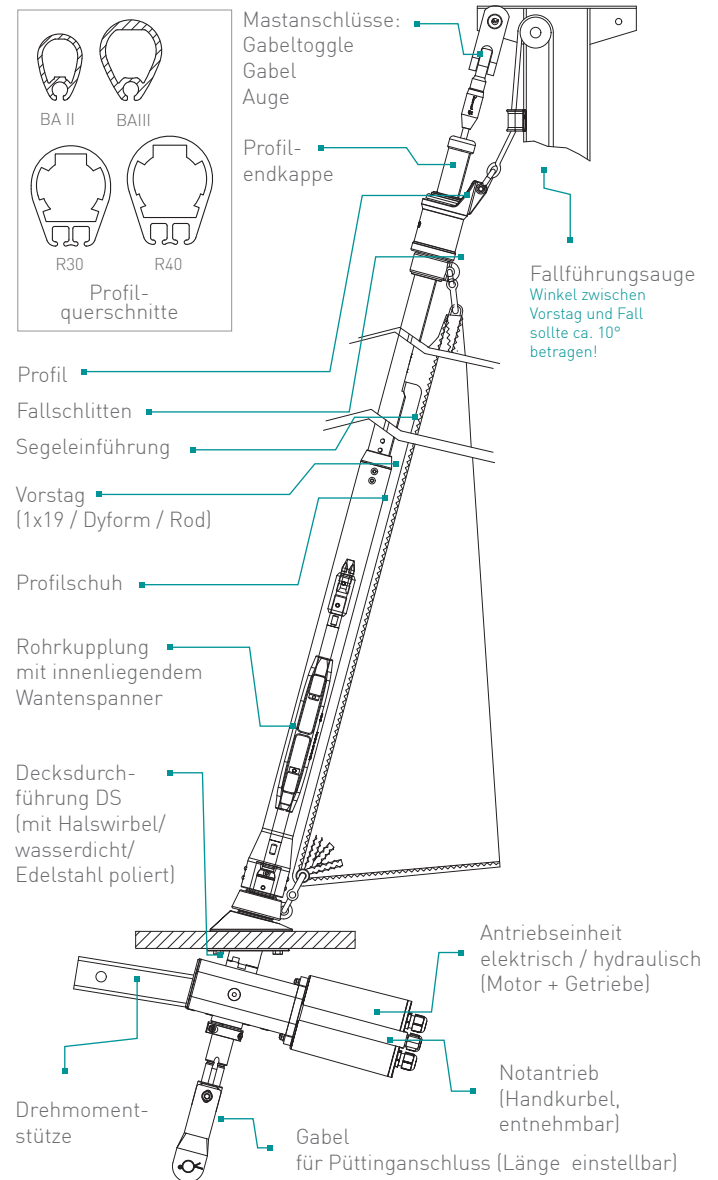 Mastanschlüsse:
Gabeltoggle
Gabel
Auge
BA II
BAIII
R30
R40
Profil-
querschnitte
Profil-
endkappe
Fallführungsauge
Winkel zwischen
Vorstag und Fall
sollte ca. 10°
betragen!
Profil
Fallschlitten
Segeleinführung
Vorstag
(1x19 / Dyform / Rod)
Profilschuh
Rohrkupplung
mit innenliegendem
Wantenspanner
Decksdurch-
führung DS
(mit Halswirbel/
wasserdicht/
Edelstahl poliert)
Antriebseinheit
elektrisch / hydraulisch
(Motor + Getriebe)
Notantrieb
(Handkurbel,
entnehmbar)
Drehmoment-
stütze
Gabel
für Püttinganschluss (Länge einstellbar)